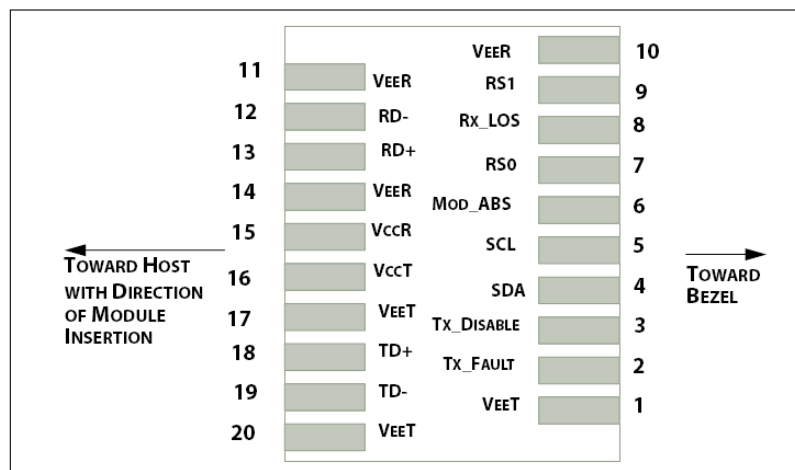 11 VEER
12 RD-
13 RD+
14 VEER
15 VCCR
16 VCCT
17 VEET
18 TD+
19 TD-
20 VEET
TOWARD HOST
WITH DIRECTION
OF MODULE
INSERTION
VEER 10
RS1 9
RX_LOS 8
RS0 7
MOD_ABS 6
SCL 5
SDA 4
TX_DISABLE 3
TX_FAULT 2
VEET 1
TOWARD
BEZEL